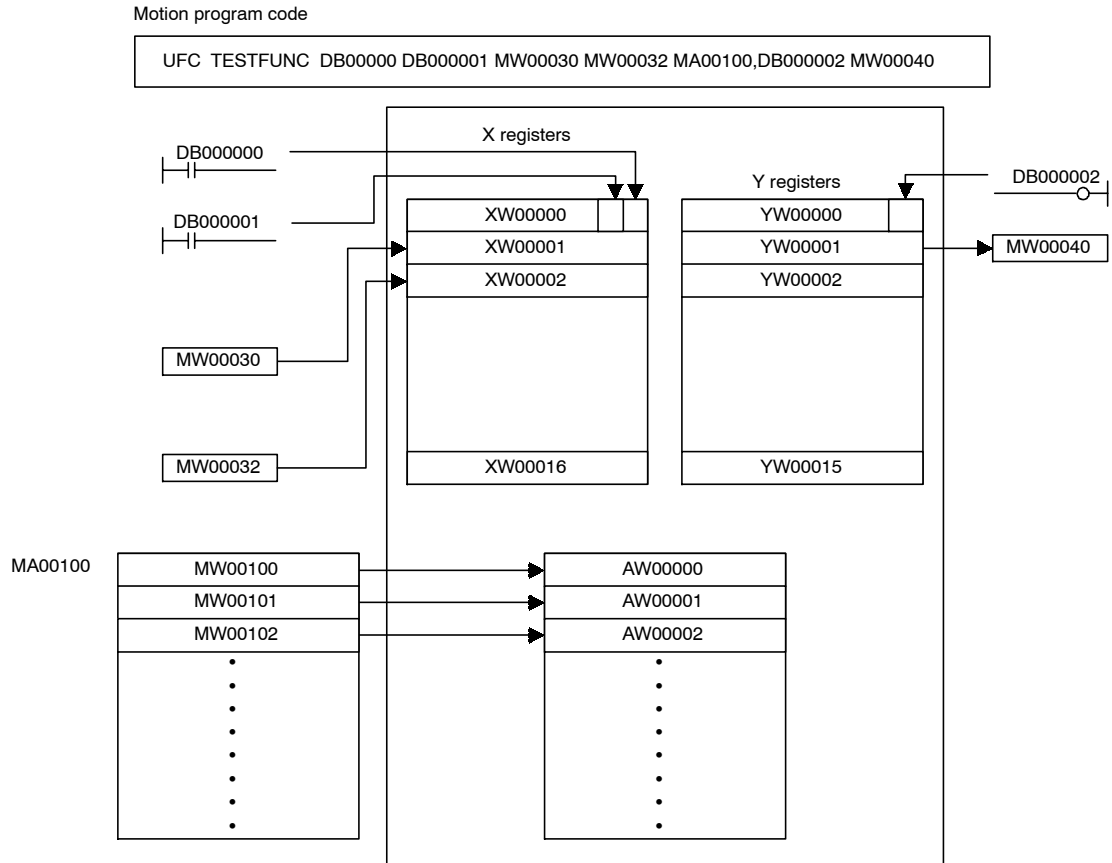 Motion program code
UFC TESTFUNC DB00000 DB000001 MW00030 MW00032 MA00100,DB000002 MW00040
X registers
DB000000
Y registers
DB000002
DB000001
XW00000
YW00000
XW00001
YW00001
MW00040
XW00002
YW00002
MW00030
MW00032
XW00016
YW00015
MA00100
MW00100
AW00000
MW00101
AW00001
MW00102
AW00002